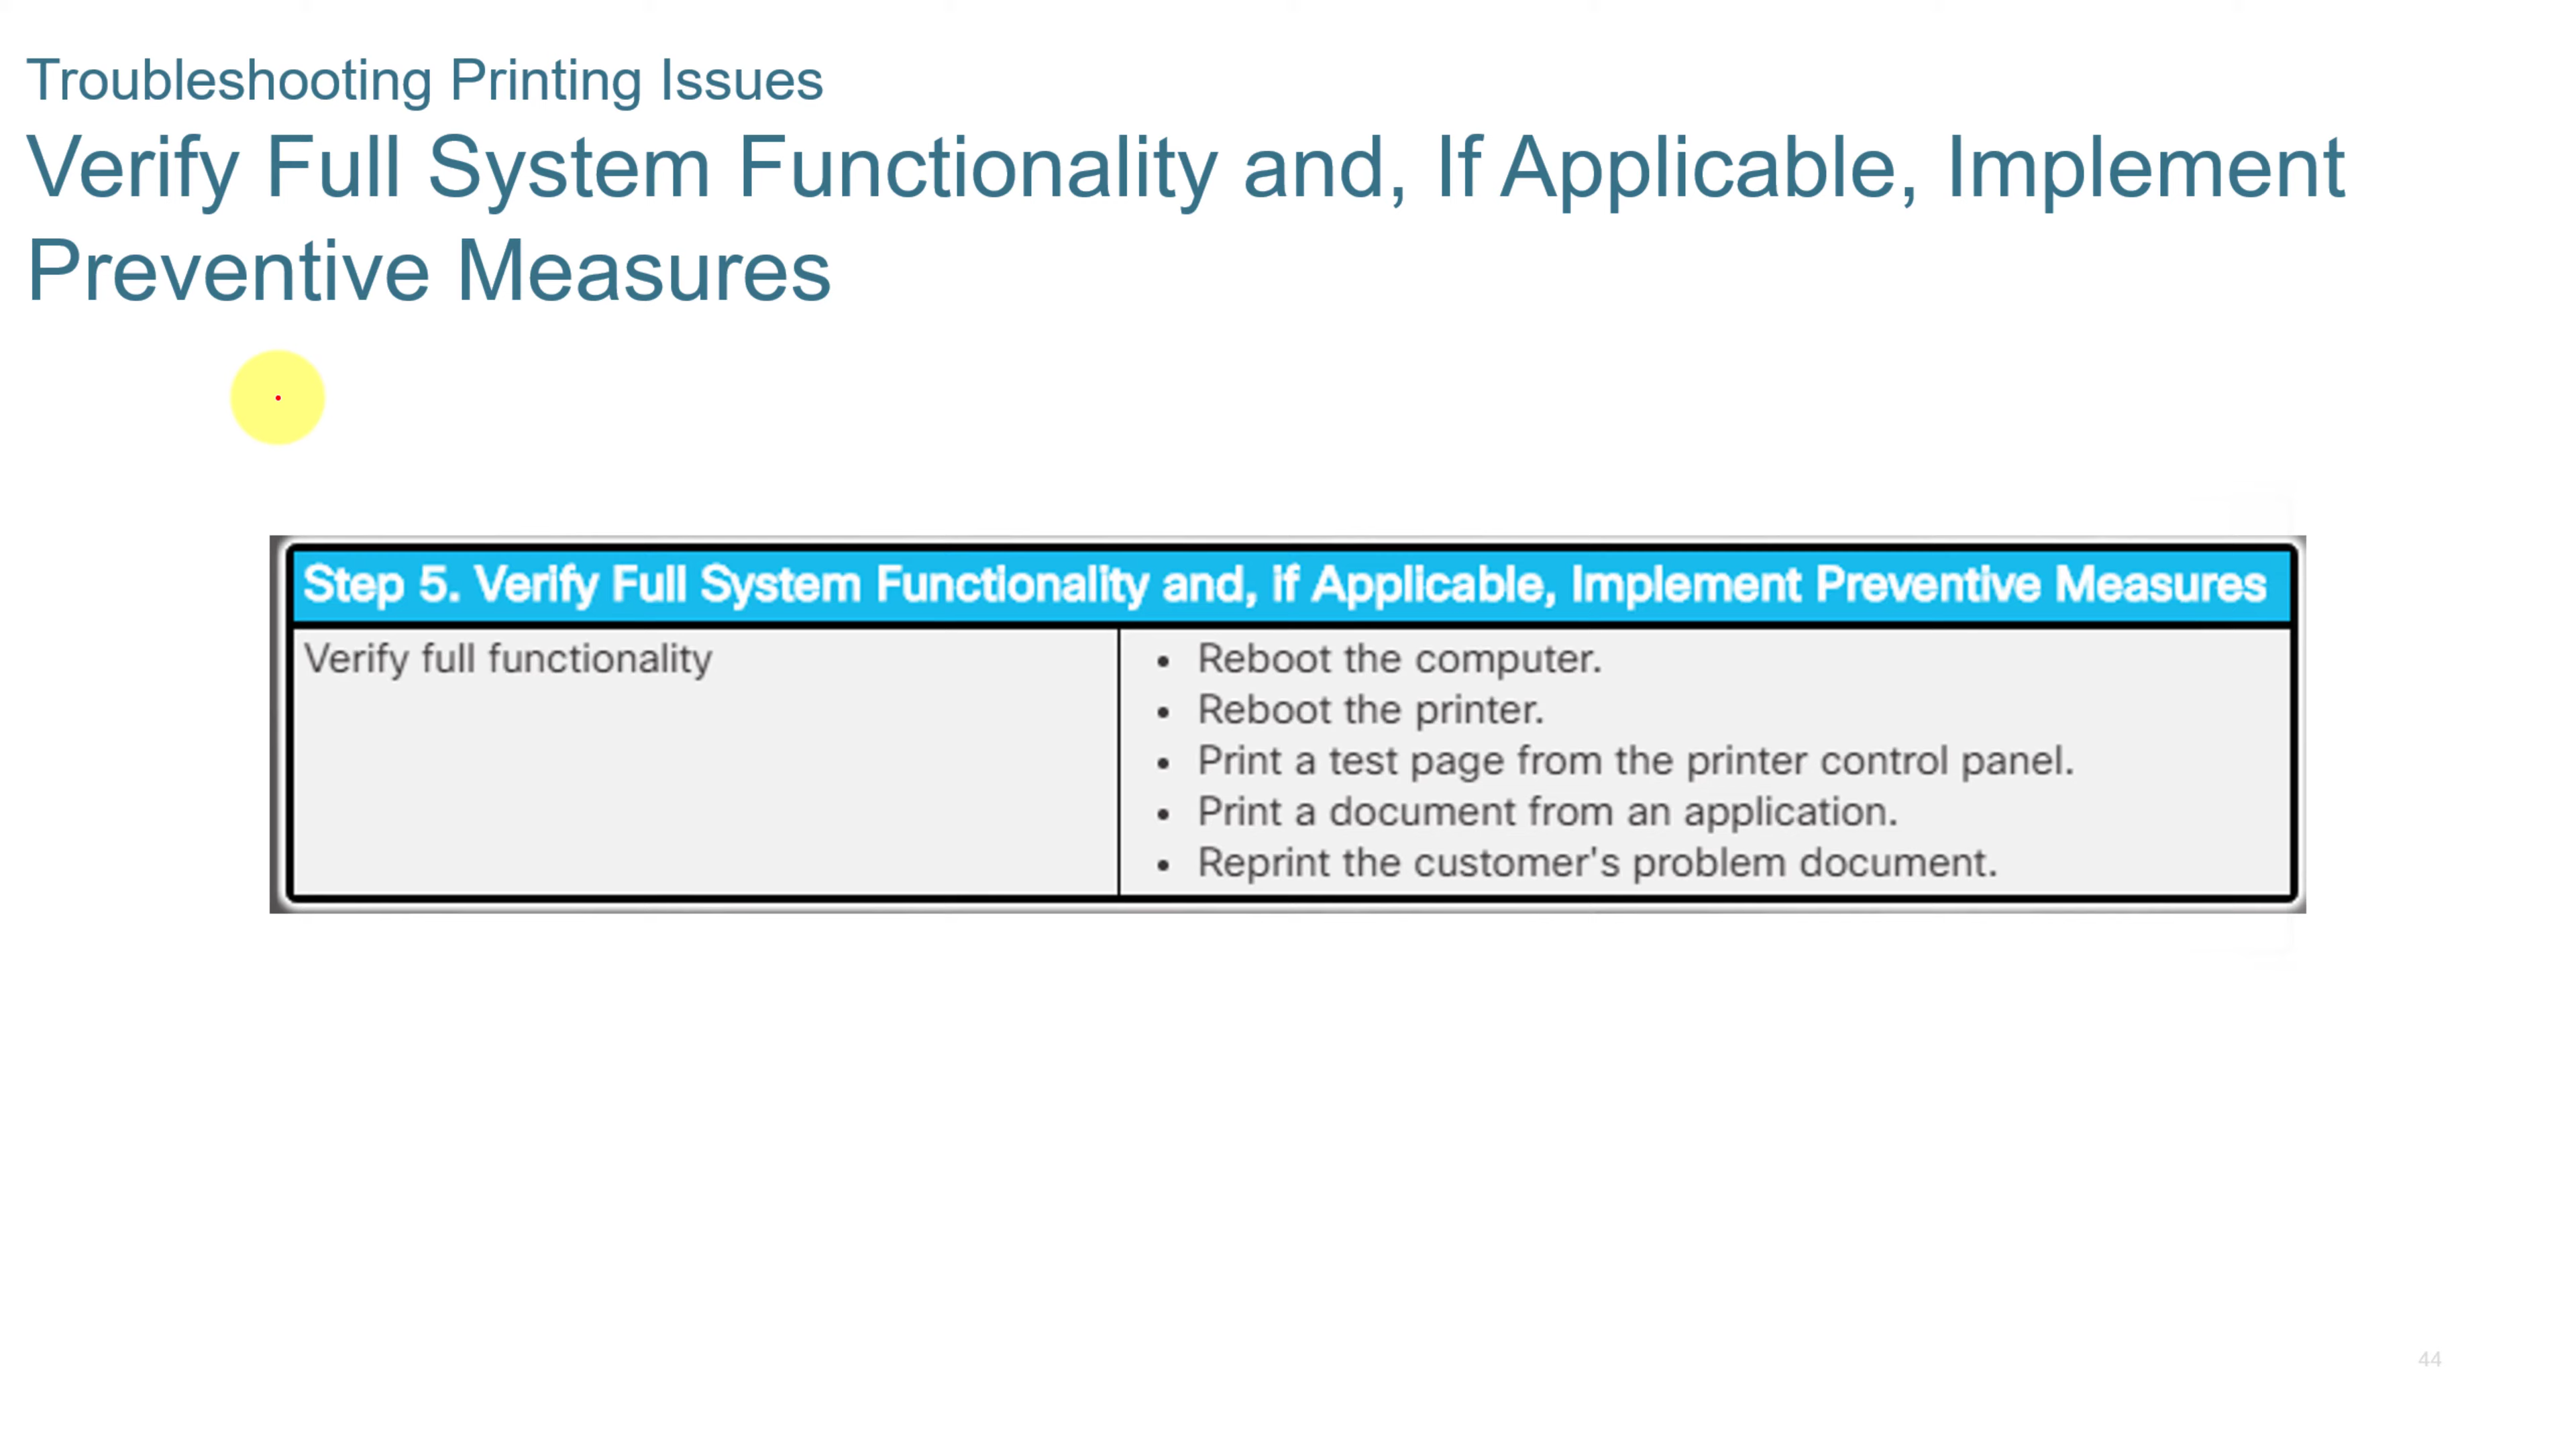 Troubleshooting Printing Issues
Verify Full System Functionality and, If Applicable, Implement
Preventive Measures
Step 5. Verify Full System Functionality and, if Applicable, Implement Preventive Measures
Verify full functionality
• Reboot the computer.
• Reboot the printer.
• Print a test page from the printer control panel.
• Print a document from an application.
• Reprint the customer's problem document.
44